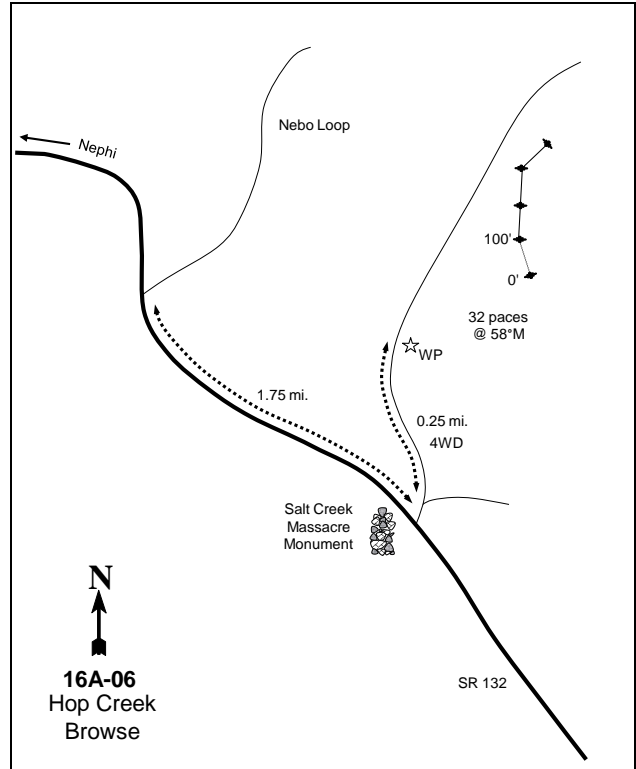 Nebo Loop
Nephi
100'
0'
32 paces
@ 58°M
WP
1.75 mi.
0.25 mi.
4WD
Salt Creek
Massacre
Monument
N
16A-06
Hop Creek
Browse
SR 132